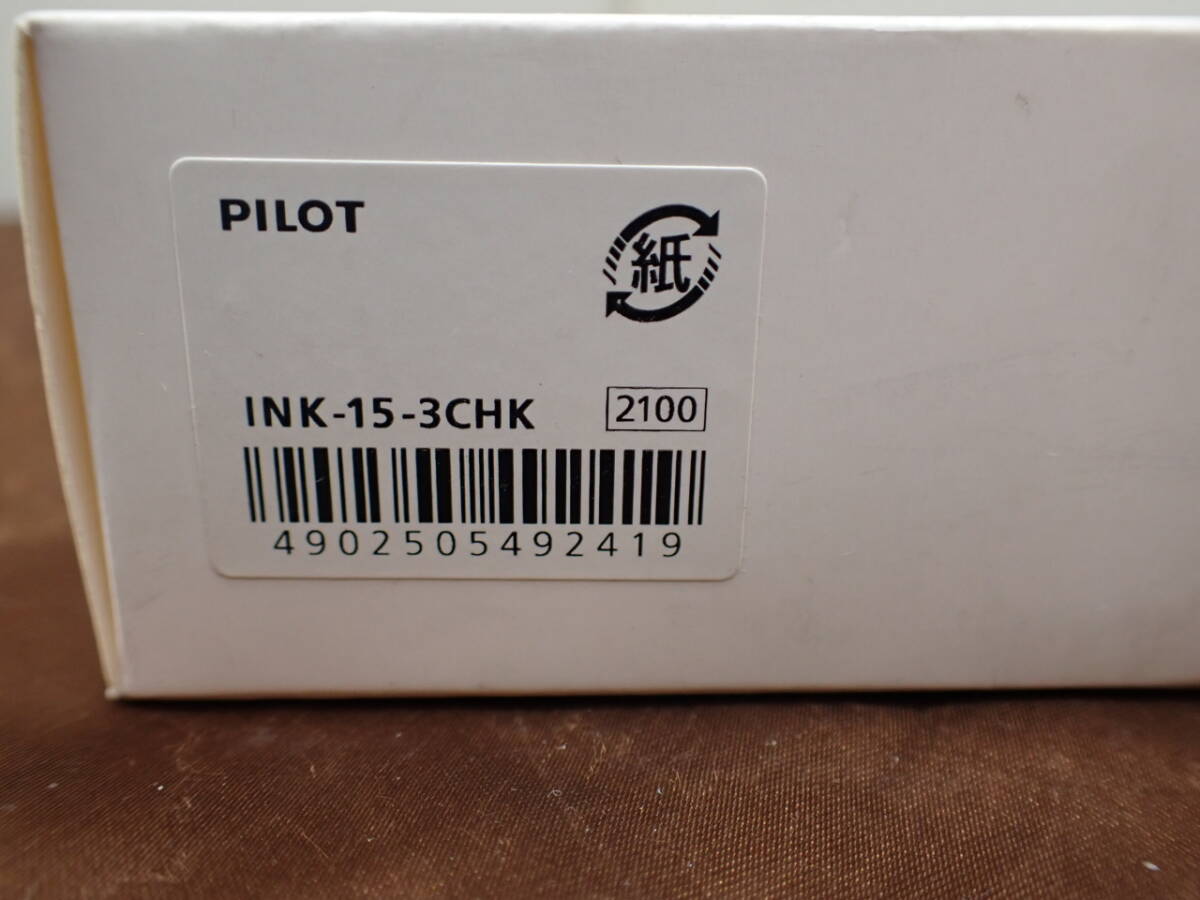 PILOT
紙
INK-15-3CHK 2100
4902505492419